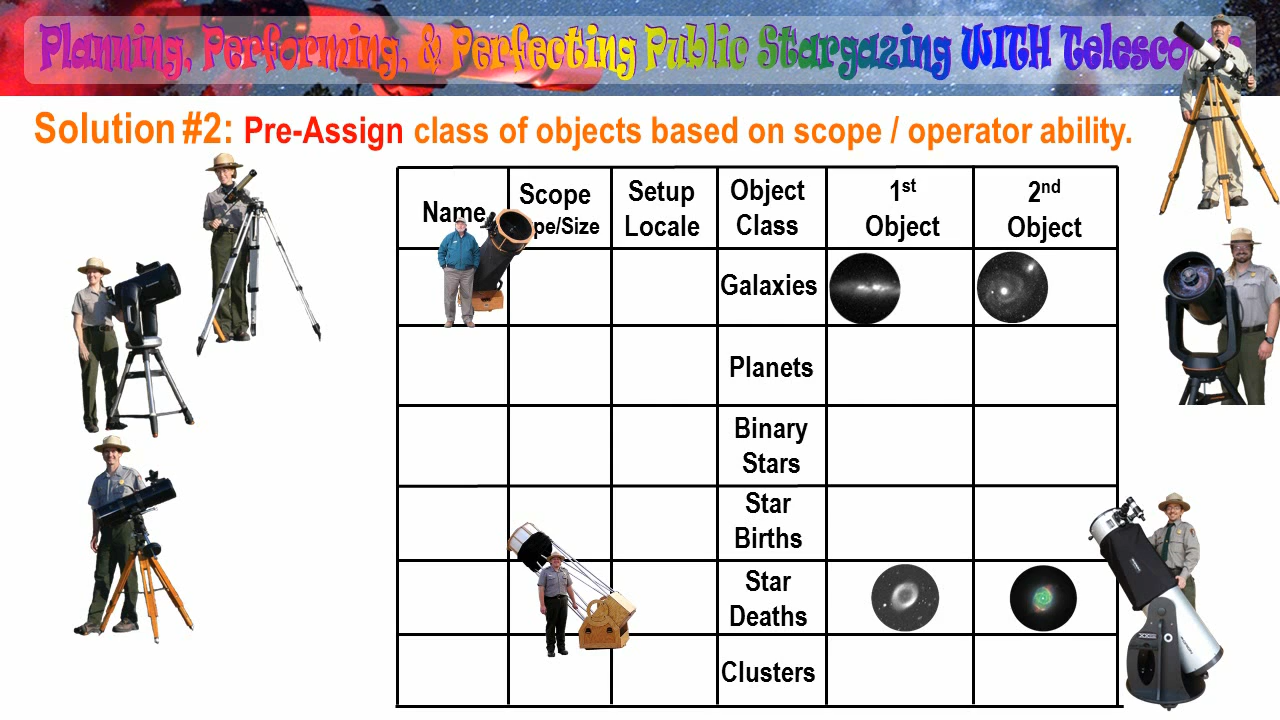 Planning, Performing, & Perfecting Public Stargazing WITH
Solution #2: Pre-Assign class of objects based on scope / operator ability.
Name
Scope
/Size
Setup
Locale
Object
Class
1st
Object
2nd
Object
Galaxies
Planets
Binary
Stars
Star
Births
Star
Deaths
Clusters